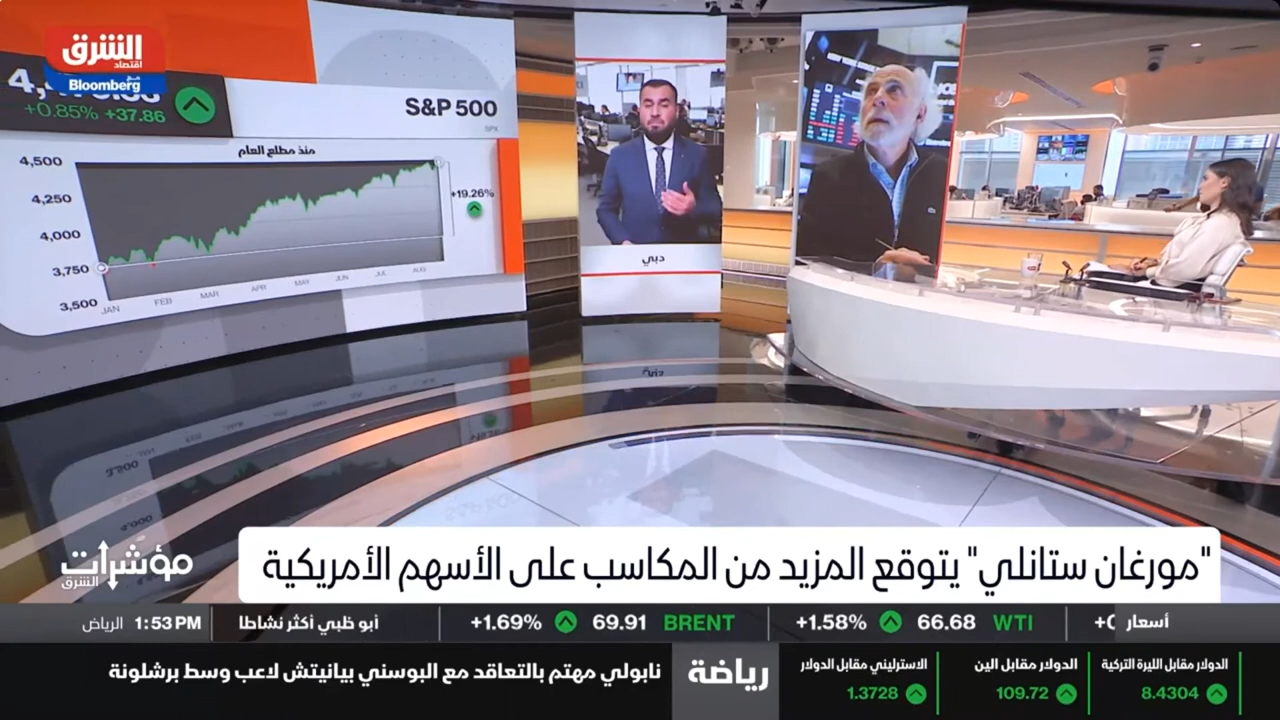 الشرق
اقتصاد
مع
Bloomberg
+0.85% +37.86
S&P 500
SPX
منذ مطلع العام
4,500
4,250
4,000
3,750
3,500
+19.26%
JAN FEB MAR APR MAY JUN JUL AUG
دبي
مؤشرات
الشرق
"مورغان ستانلي" يتوقع المزيد من المكاسب على الأسهم الأمريكية
أسعار
WTI 66.68 +1.58%
BRENT 69.91 +1.69%
أبو ظبي أكثر نشاطا
1:53 PM الرياض
الدولار مقابل الليرة التركية
8.4304
الدولار مقابل الين
109.72
الاسترليني مقابل الدولار
1.3728
رياضة
نابولي مهتم بالتعاقد مع البوسني بيانيتش لاعب وسط برشلونة